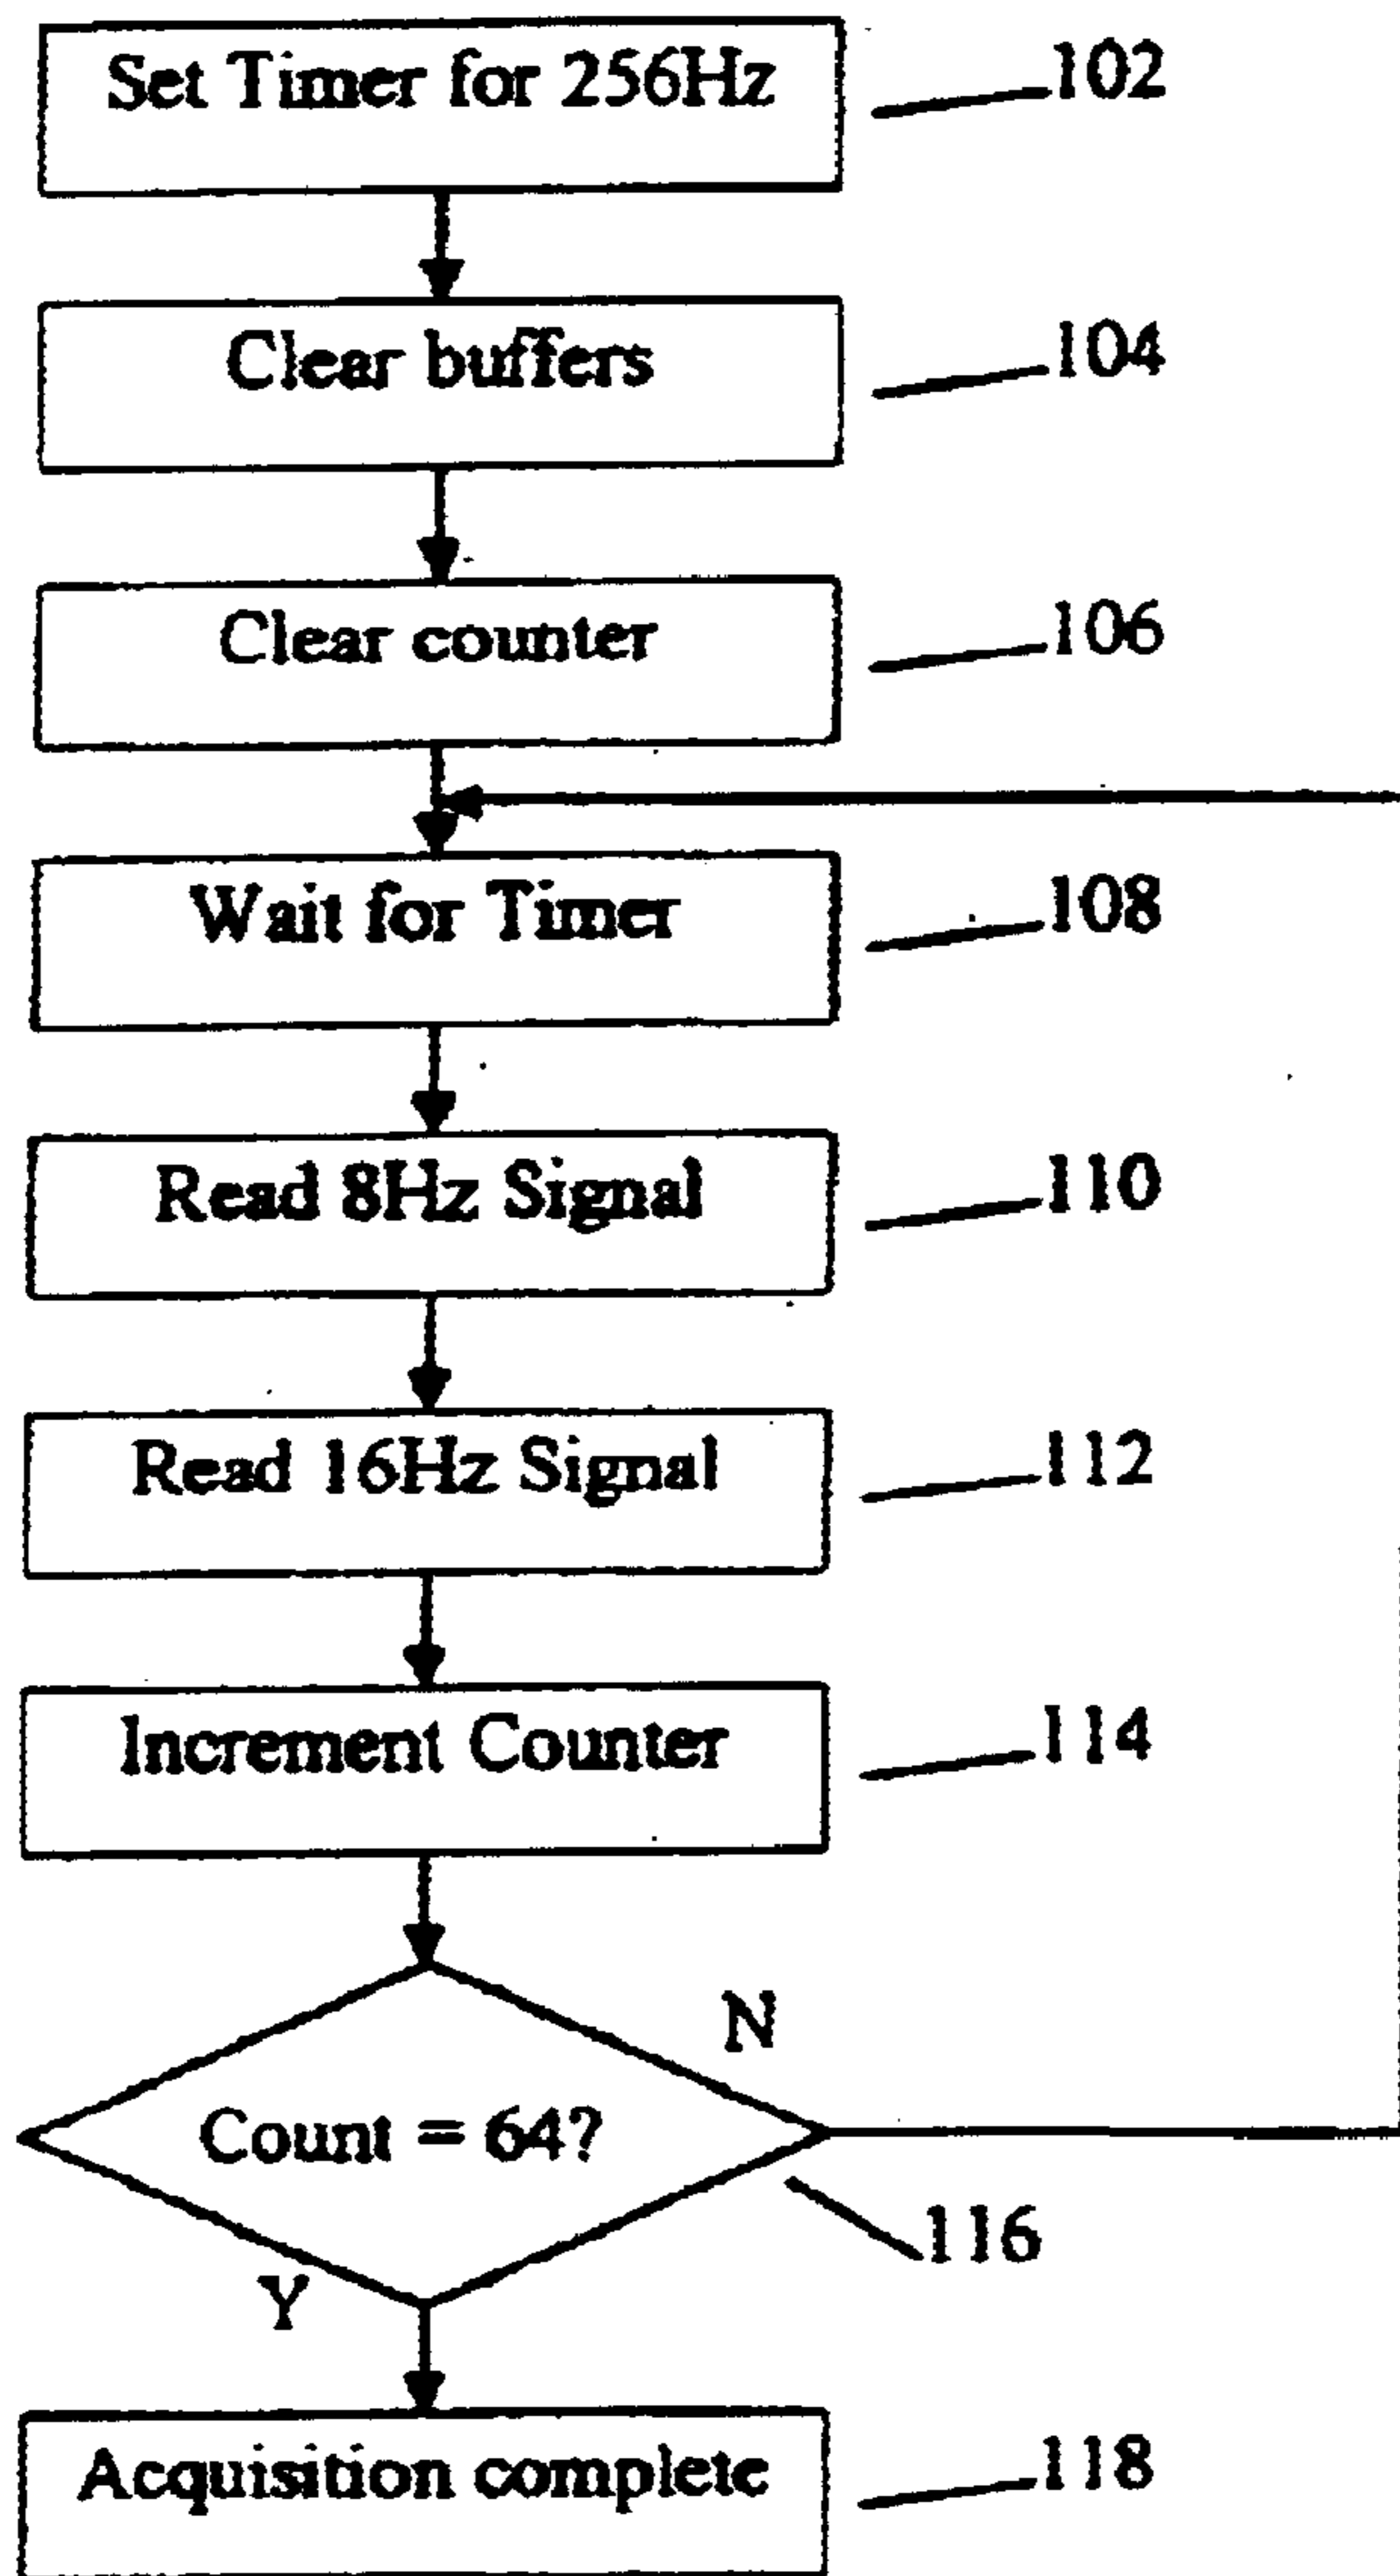 Set Timer for 256Hz
102
Clear buffers
104
Clear counter
106
Wait for Timer
108
Read 8Hz Signal
110
Read 16Hz Signal
112
Increment Counter
114
N
Count = 64?
116
Y
Acquisition complete
118